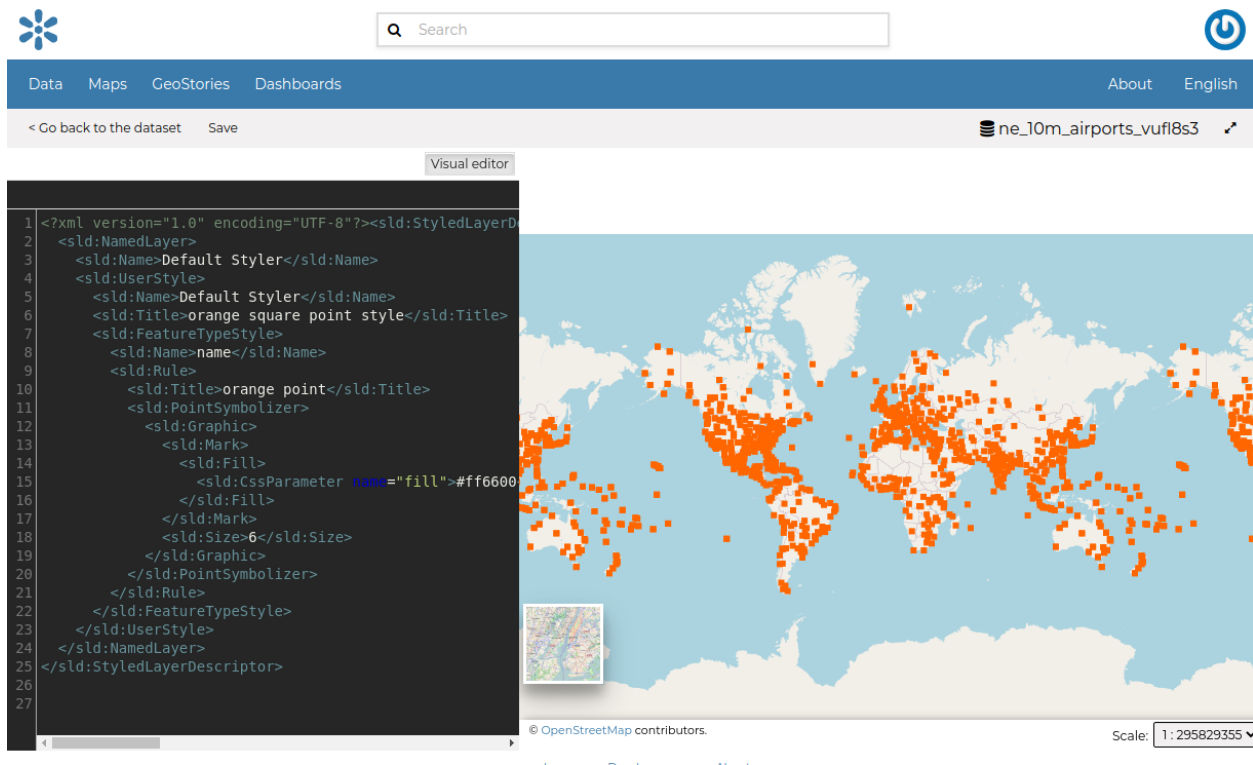 Search
Data Maps GeoStories Dashboards About English
< Go back to the dataset Save ne_10m_airports_vufl8s3
Visual editor
1 <?xml version="1.0" encoding="UTF-8"?><sld:StyledLayerD
2 <sld:NamedLayer>
3 <sld:Name>Default Styler</sld:Name>
4 <sld:UserStyle>
5 <sld:Name>Default Styler</sld:Name>
6 <sld:Title>orange square point style</sld:Title>
7 <sld:FeatureTypeStyle>
8 <sld:Name>name</sld:Name>
9 <sld:Rule>
10 <sld:Title>orange point</sld:Title>
11 <sld:PointSymbolizer>
12 <sld:Graphic>
13 <sld:Mark>
14 <sld:Fill>
15 <sld:CssParameter name="fill">#ff6600
16 </sld:Fill>
17 </sld:Mark>
18 <sld:Size>6</sld:Size>
19 </sld:Graphic>
20 </sld:PointSymbolizer>
21 </sld:Rule>
22 </sld:FeatureTypeStyle>
23 </sld:UserStyle>
24 </sld:NamedLayer>
25 </sld:StyledLayerDescriptor>
26
27
© OpenStreetMap contributors.
Scale: 1 : 295829355